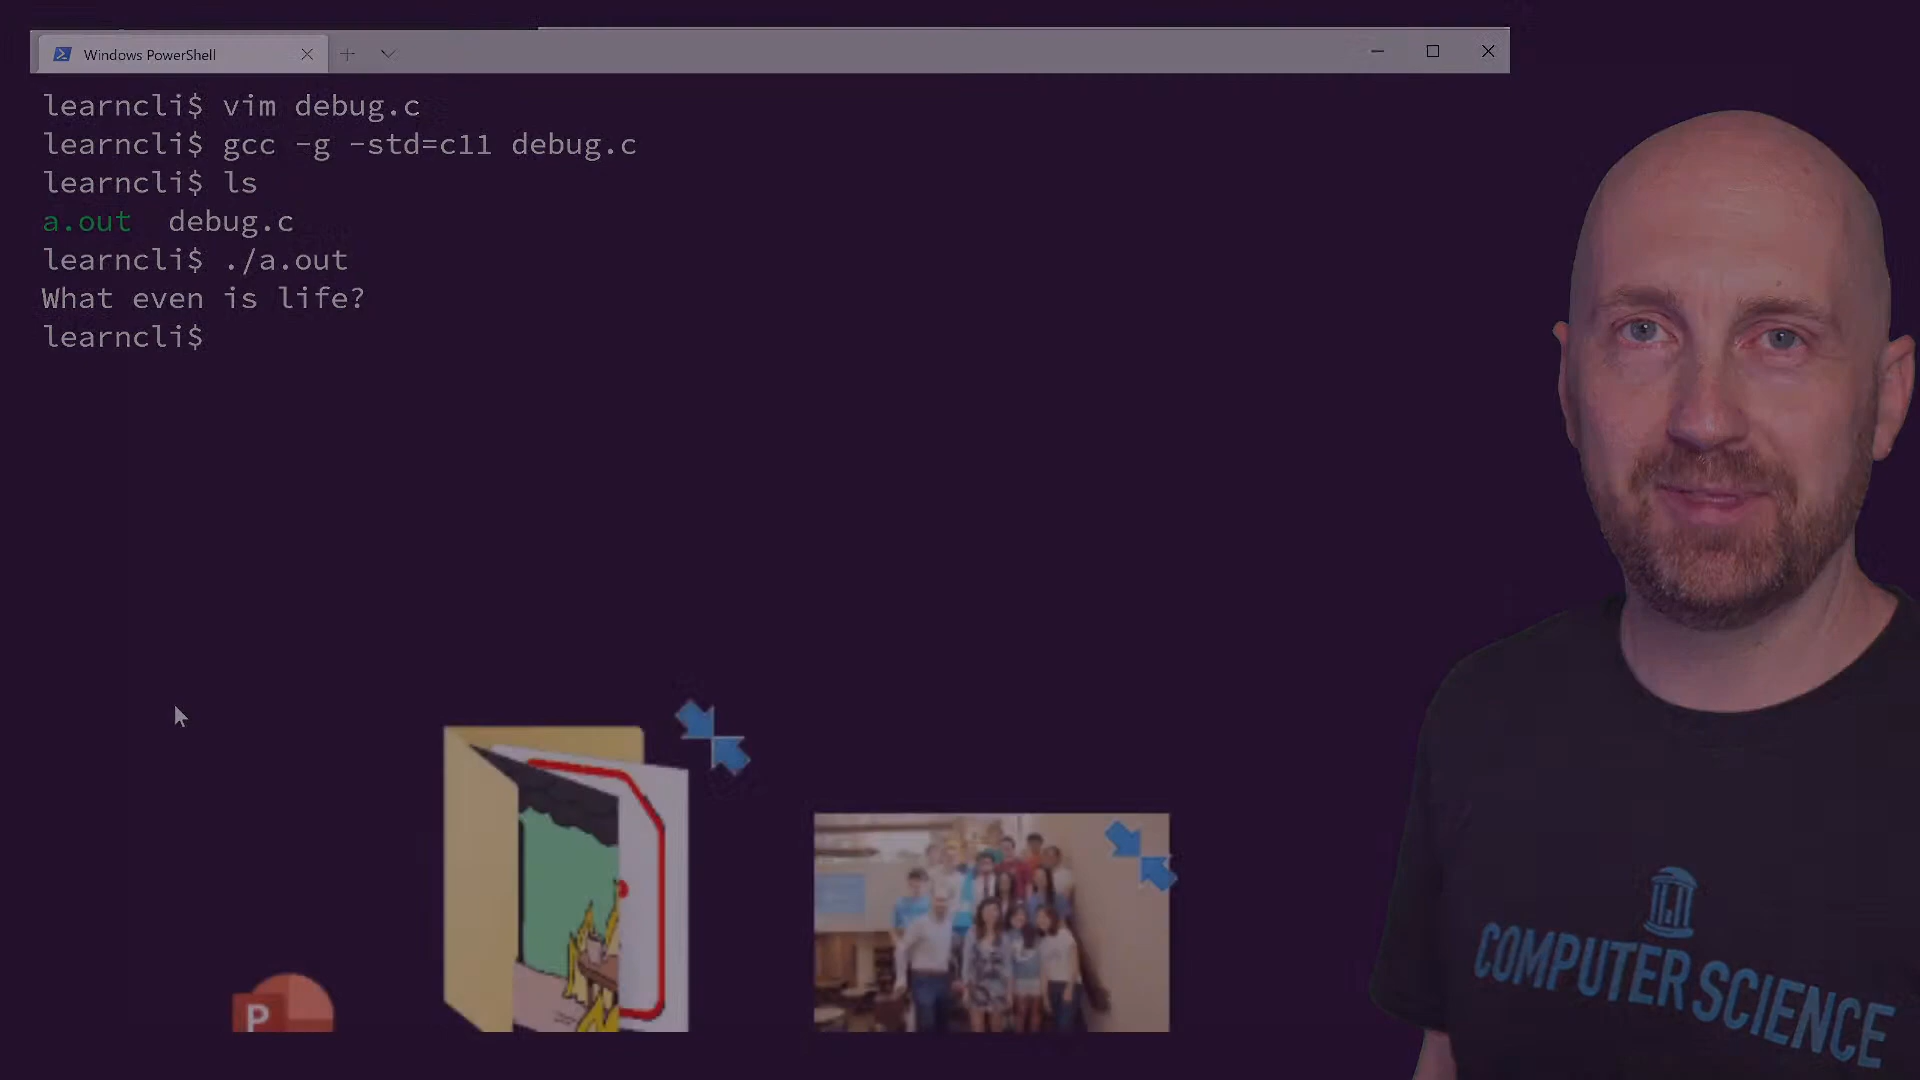 Windows PowerShell
learncli$ vim debug.c
learncli$ gcc -g -std=c11 debug.c
learncli$ ls
a.out debug.c
learncli$ ./a.out
What even is life?
learncli$
P
COMPUTER SCIENCE